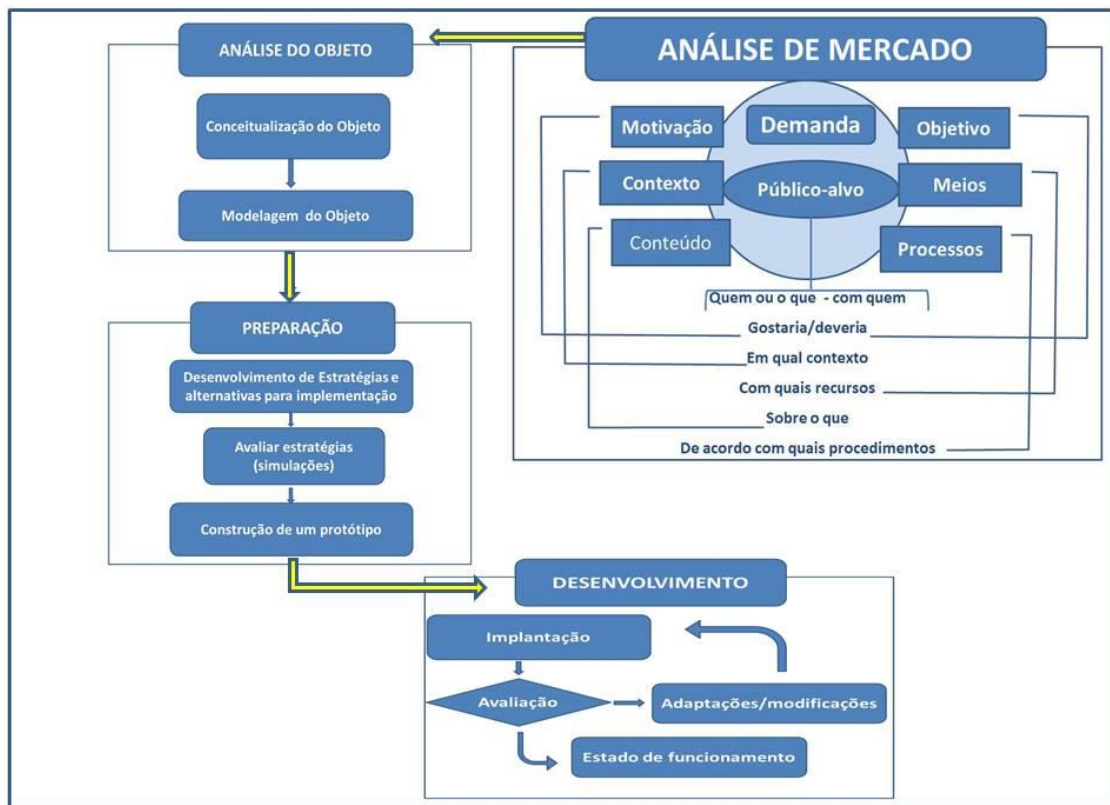 ANÁLISE DO OBJETO
Conceitualização do Objeto
Modelagem do Objeto
ANÁLISE DE MERCADO
Motivação
Demanda
Objetivo
Contexto
Público-alvo
Meios
Conteúdo
Processos
Quem ou o que - com quem
Gostaria/deveria
Em qual contexto
Com quais recursos
Sobre o que
De acordo com quais procedimentos
PREPARAÇÃO
Desenvolvimento de Estratégias e
alternativas para implementação
Avaliar estratégias
(simulações)
Construção de um protótipo
DESENVOLVIMENTO
Implantação
Avaliação
Adaptações/modificações
Estado de funcionamento